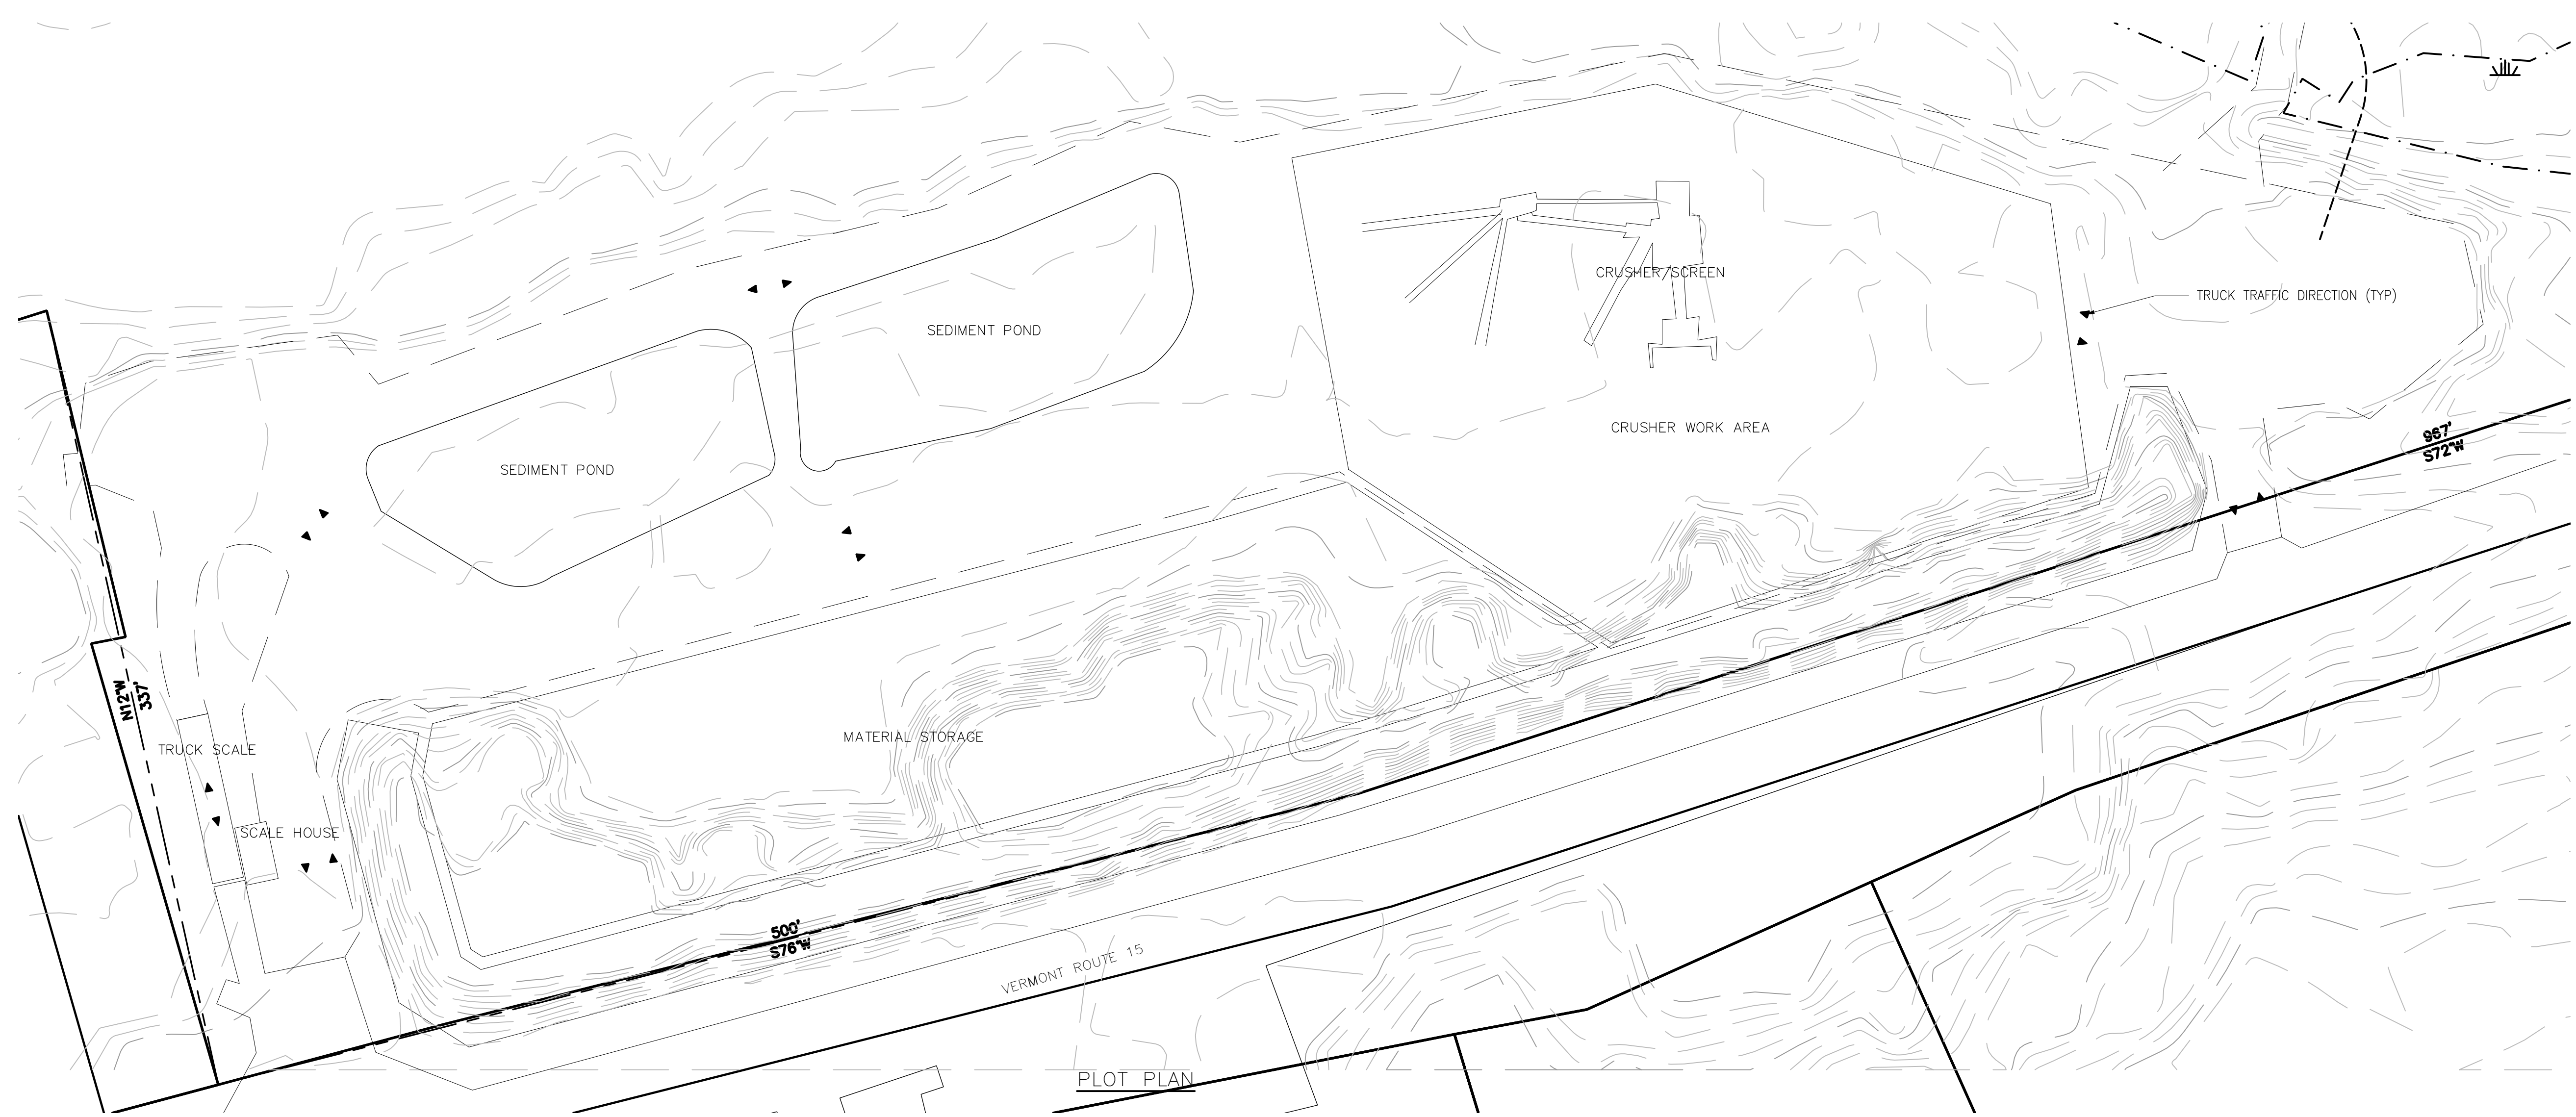 TRUCK TRAFFIC DIRECTION (TYP)
CRUSHER SCREEN
SEDIMENT POND
CRUSHER WORK AREA
967'
S72°W
SEDIMENT POND
N12°W
337'
MATERIAL STORAGE
TRUCK SCALE
SCALE HOUSE
500'
S76°W
VERMONT ROUTE 15
PLOT PLAN